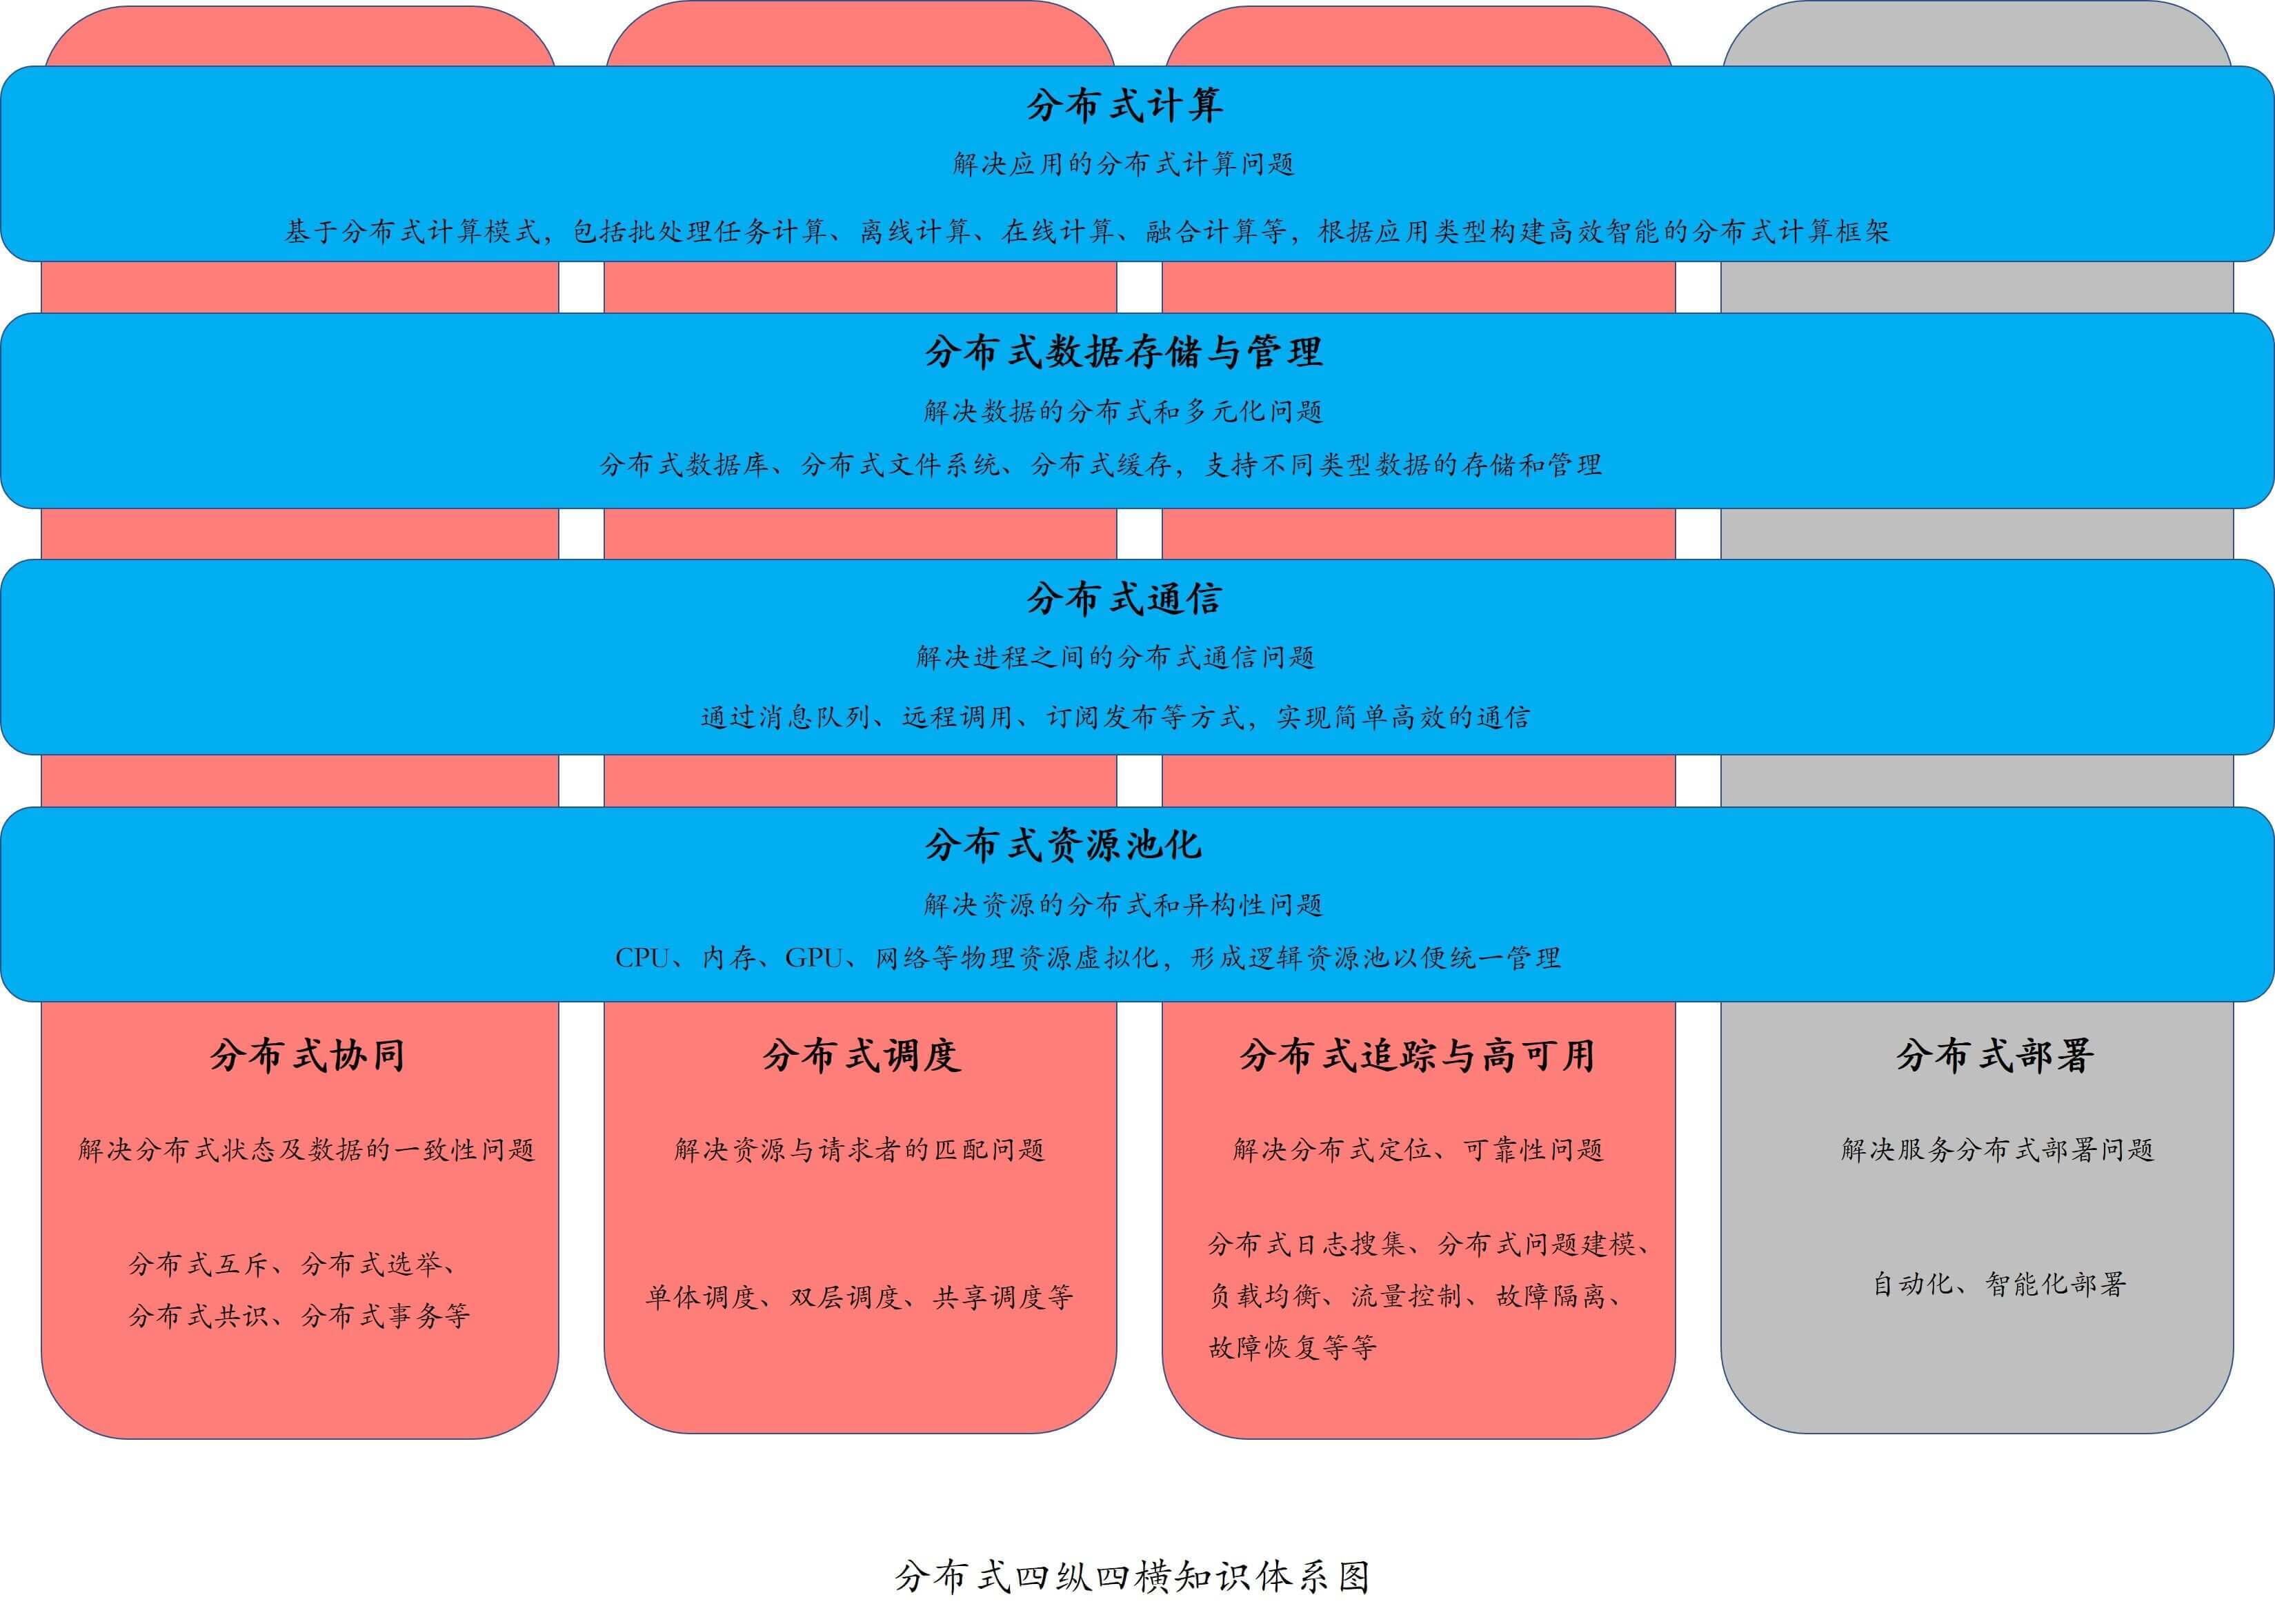 分布式计算
解决应用的分布式计算问题
基于分布式计算模式，包括批处理任务计算、离线计算、在线计算、融合计算等，根据应用类型构建高效智能的分布式计算框架
分布式数据存储与管理
解决数据的分布式和多元化问题
分布式数据库、分布式文件系统、分布式缓存，支持不同类型数据的存储和管理
分布式通信
解决进程之间的分布式通信问题
通过消息队列、远程调用、订阅发布等方式，实现简单高效的通信
分布式资源池化
解决资源的分布式和异构性问题
CPU、内存、GPU、网络等物理资源虚拟化，形成逻辑资源池以便统一管理
分布式协同
解决分布式状态及数据的一致性问题
分布式互斥、分布式选举、
分布式共识、分布式事务等
分布式调度
解决资源与请求者的匹配问题
单体调度、双层调度、共享调度等
分布式追踪与高可用
解决分布式定位、可靠性问题
分布式日志搜集、分布式问题建模、
负载均衡、流量控制、故障隔离、
故障恢复等等
分布式部署
解决服务分布式部署问题
自动化、智能化部署
分布式四纵四横知识体系图